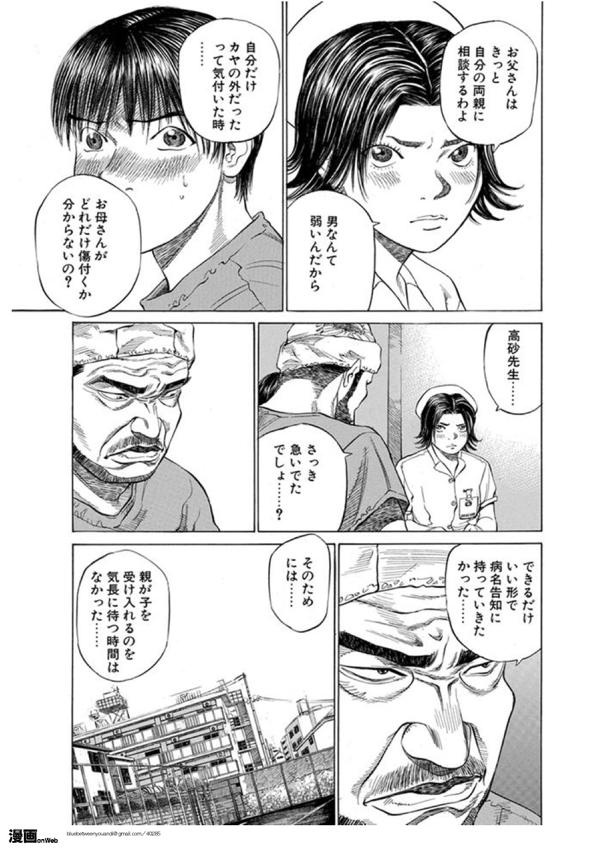 お父さんは
きっと
自分の両親に
相談するわよ
男なんて
弱いんだから
自分だけ
カヤの外だった
って気付いた時
……
お母さんが
どれだけ傷付くか
分からないの？
高砂先生……
さっき
急いでた
でしょ……？
できるだけ
いい形で
病名告知に
持っていきた
かった……
そのため
には……
親が子を
受け入れるのを
気長に待つ時間は
なかった……
漫画onWeb
bluebetweenyouandi@gmail.com／40285